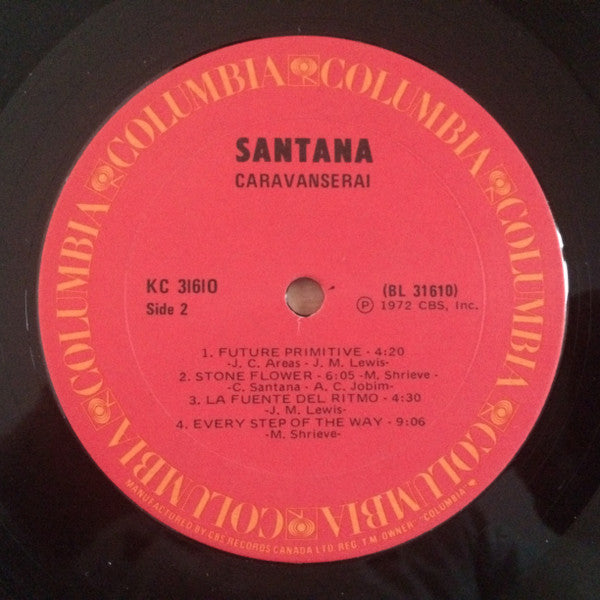 COLUMBIA COLUMBIA COLUMBIA COLUMBIA COLUMBIA COLUMBIA COLUMBIA
SANTANA
CARAVANSERAI
KC 31610
Side 2
(BL 31610)
Ⓟ 1972 CBS, Inc.
1. FUTURE PRIMITIVE - 4:20
-J. C. Areas - J. M. Lewis-
2. STONE FLOWER - 6:05 -M. Shrieve -
-C. Santana - A. C. Jobim-
3. LA FUENTE DEL RITMO - 4:30
-J. M. Lewis-
4. EVERY STEP OF THE WAY - 9:06
-M. Shrieve-
MANUFACTURED BY CBS RECORDS CANADA LTD. REG. T.M. OWNER "COLUMBIA"